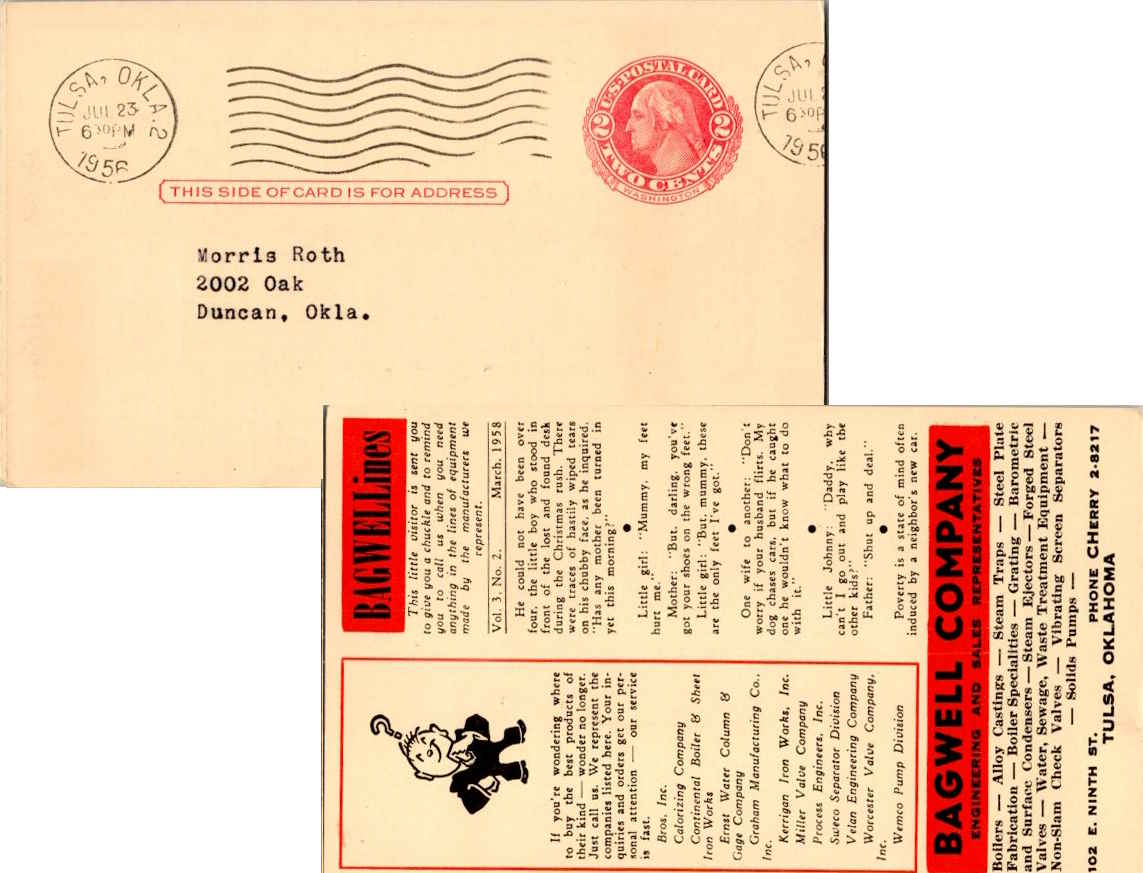 TULSA, OKLA. 2
JUL 23
6 30 PM
1956
U.S. POSTAL CARD
2 2
TWO CENTS
WASHINGTON
TULSA,
JUL 2
6 30 P
195
THIS SIDE OF CARD IS FOR ADDRESS
Morris Roth
2002 Oak
Duncan, Okla.
BAGWELLines
This little visitor is sent you
to give you a chuckle and to remind
you to call us when you need
anything in the lines of equipment
made by the manufacturers we
represent.
Vol. 3, No. 2. March, 1958
He could not have been over
four, the little boy who stood in
front of the lost and found desk
during the Christmas rush. There
were traces of hastily wiped tears
on his chubby face, as he inquired,
"Has any mother been turned in
yet this morning?"
Little girl: "Mummy, my feet
hurt me."
Mother: "But, darling, you've
got your shoes on the wrong feet."
Little girl: "But, mummy, these
are the only feet I've got."
One wife to another: "Don't
worry if your husband flirts. My
dog chases cars, but if he caught
one he wouldn't know what to do
with it."
Little Johnny: "Daddy, why
can't I go out and play like the
other kids?"
Father: "Shut up and deal."
Poverty is a state of mind often
induced by a neighbor's new car.
If you're wondering where
to buy the best products of
their kind — wonder no longer.
Just call us. We represent the
companies listed here. Your in-
quiries and orders get our per-
sonal attention — our service
is fast.
Bros, Inc.
Calorizing Company
Continental Boiler & Sheet
Iron Works
Ernst Water Column &
Gage Company
Graham Manufacturing Co.,
Inc.
Kerrigan Iron Works, Inc.
Miller Valve Company
Process Engineers, Inc.
Sweco Separator Division
Velan Engineering Company
Worcester Valve Company,
Inc.
Wemco Pump Division
BAGWELL COMPANY
ENGINEERING AND SALES REPRESENTATIVES
Boilers — Alloy Castings — Steam Traps — Steel Plate
Fabrication — Boiler Specialities — Grating — Barometric
and Surface Condensers — Steam Ejectors — Forged Steel
Valves — Water, Sewage, Waste Treatment Equipment —
Non-Slam Check Valves — Vibrating Screen Separators
— Solids Pumps —
102 E. NINTH ST. PHONE CHERRY 2-8217
TULSA, OKLAHOMA